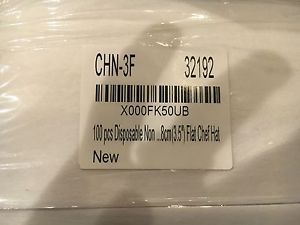 CHN-3F 32192
X000FK50UB
100 pcs Disposable Non ...8cm(3.5") Flat Chef Hat
New